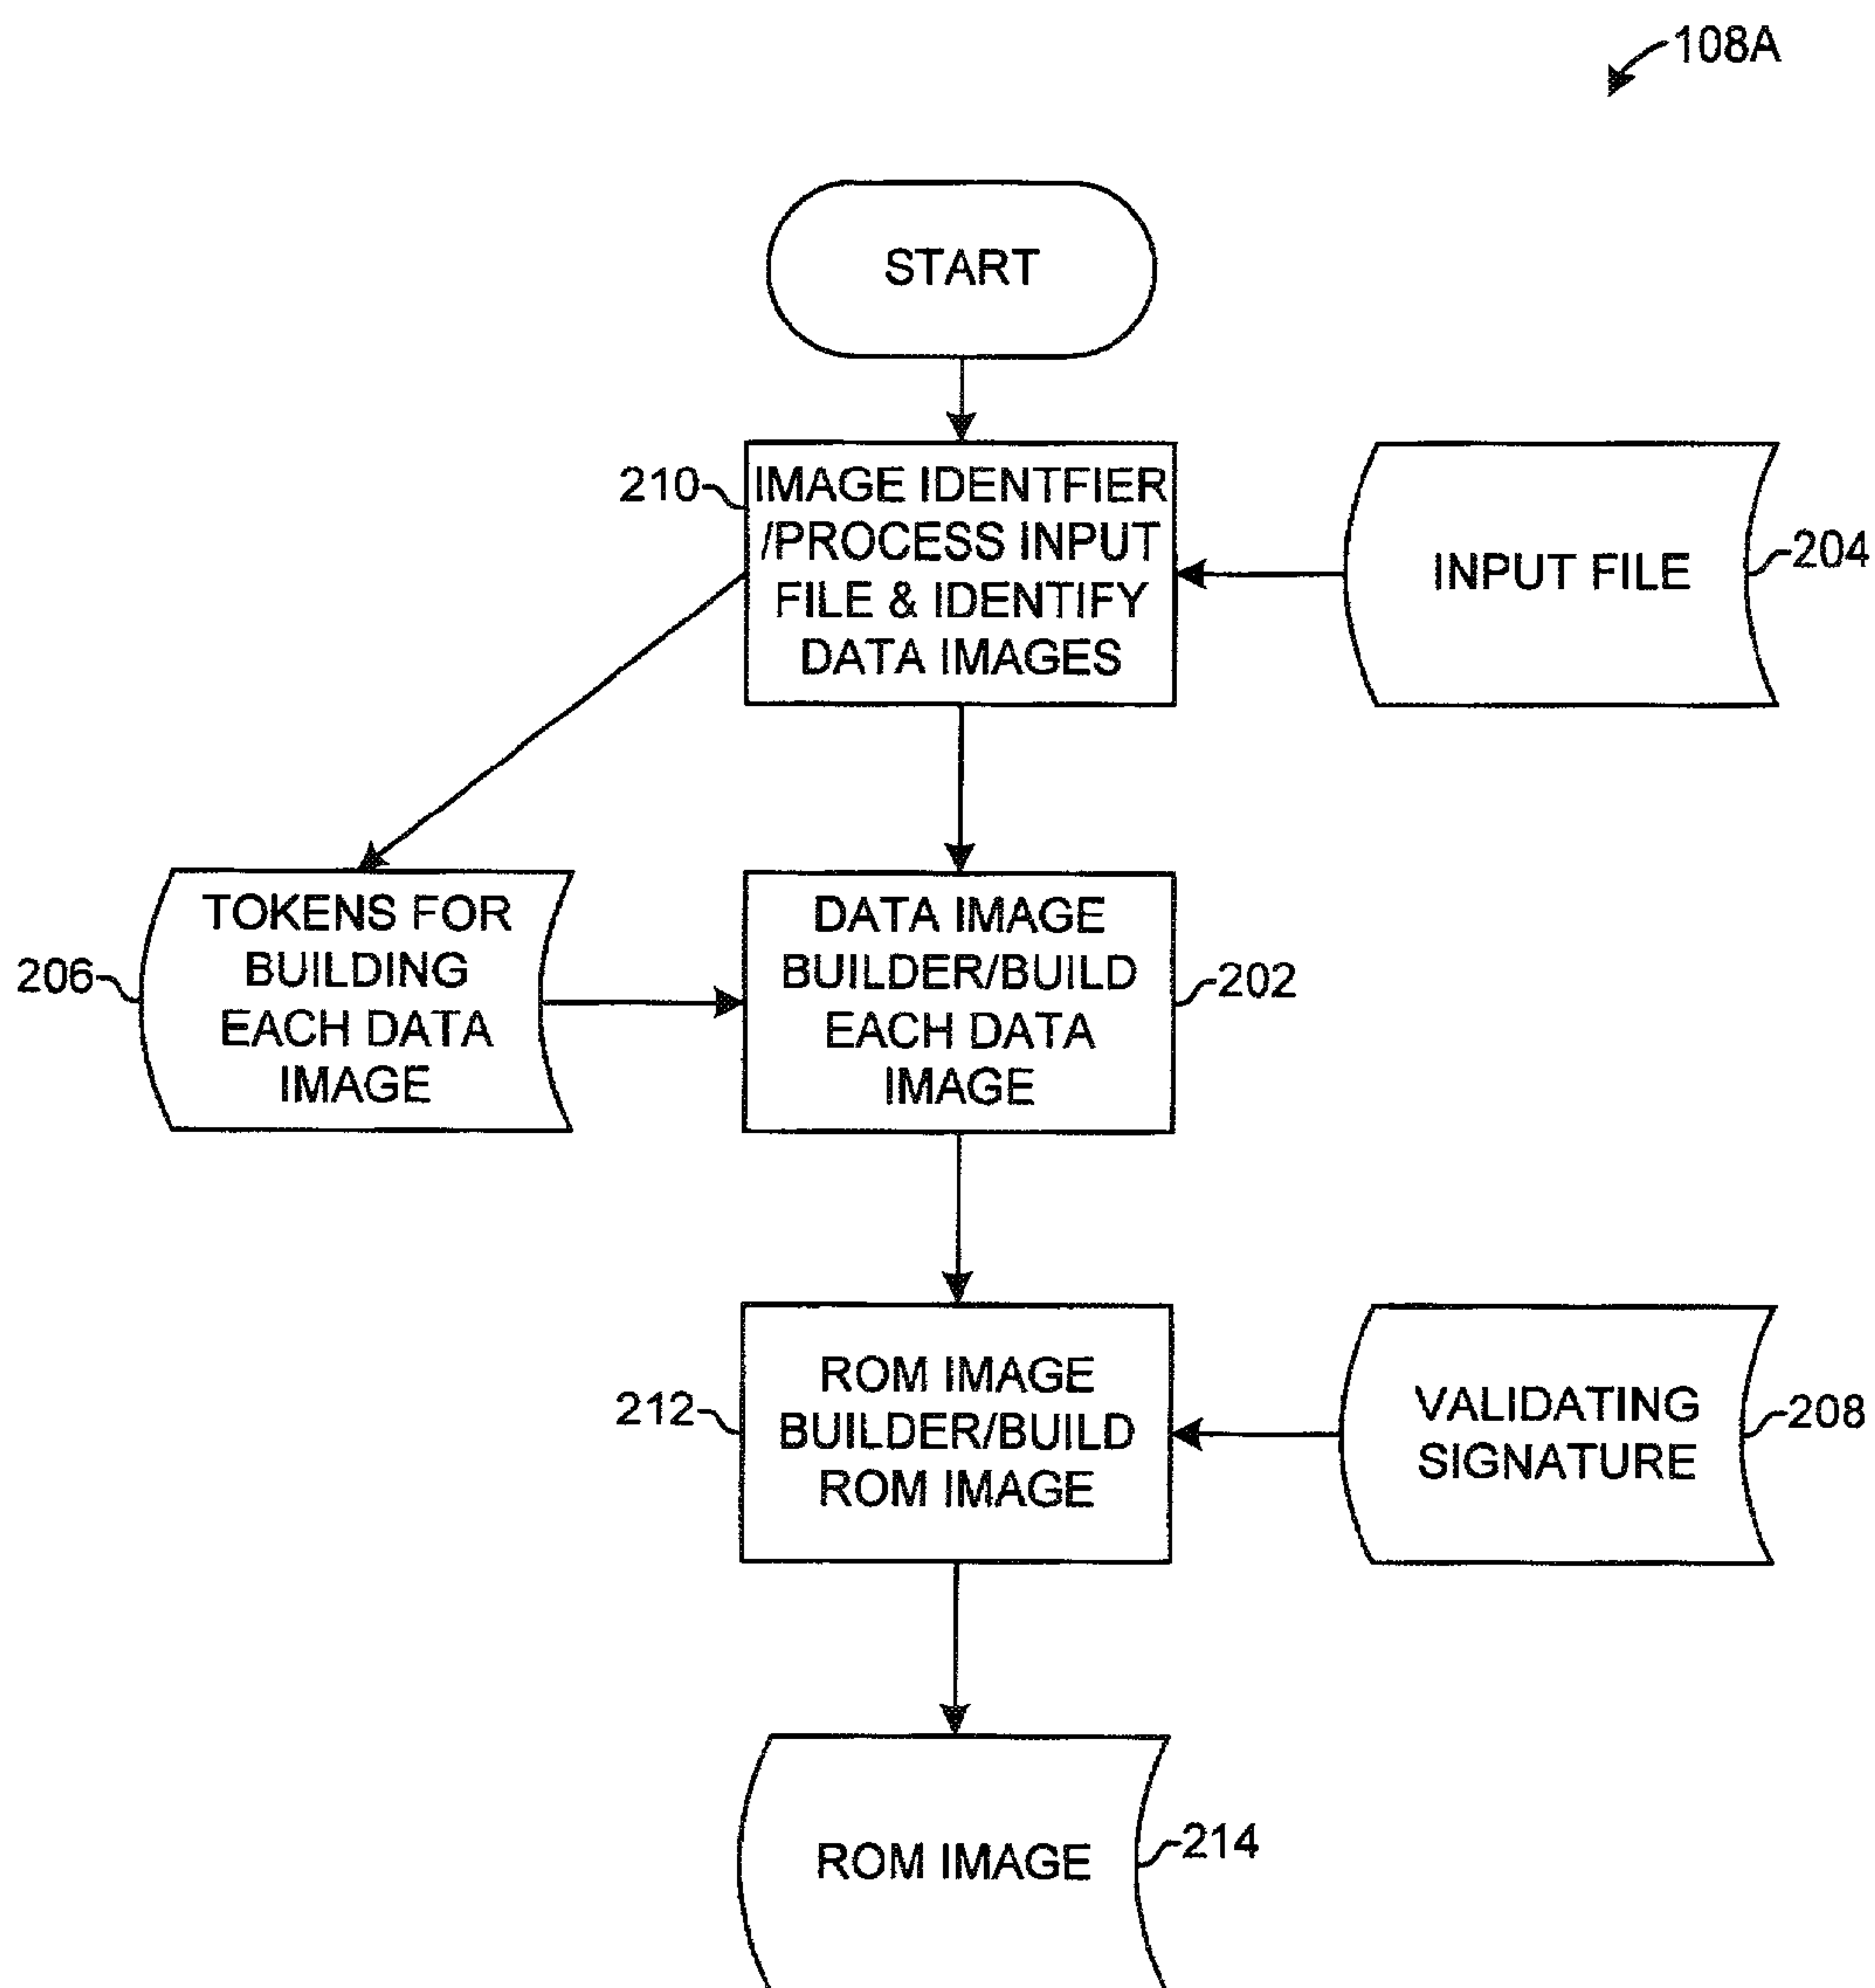 108A
START
210
IMAGE IDENTFIER
/PROCESS INPUT
FILE & IDENTIFY
DATA IMAGES
INPUT FILE
204
206
TOKENS FOR
BUILDING
EACH DATA
IMAGE
DATA IMAGE
BUILDER/BUILD
EACH DATA
IMAGE
202
212
ROM IMAGE
BUILDER/BUILD
ROM IMAGE
VALIDATING
SIGNATURE
208
ROM IMAGE
214